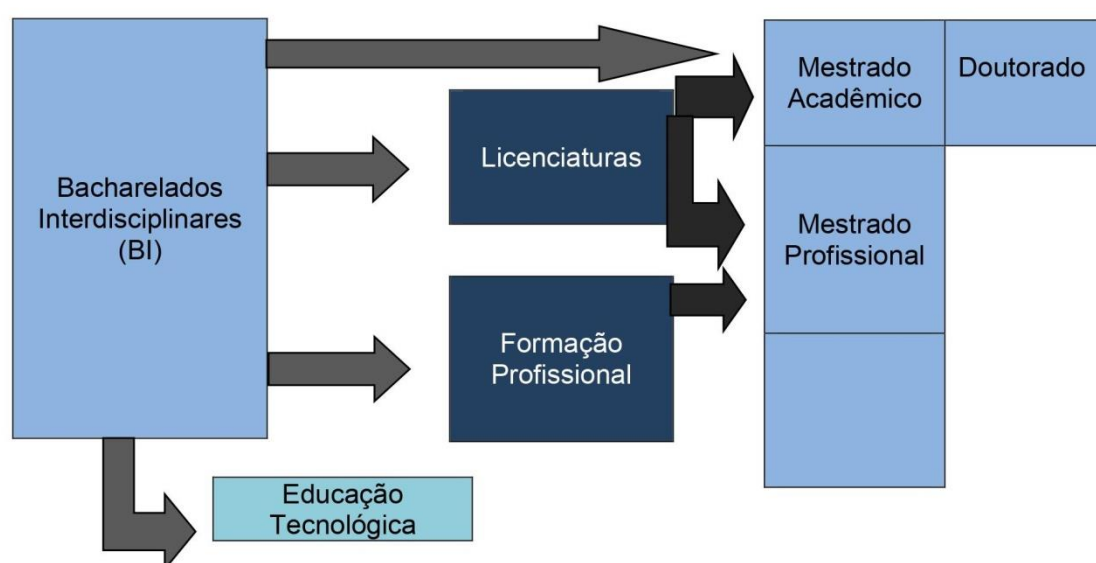 Bacharelados
Interdisciplinares
(BI)
Licenciaturas
Formação
Profissional
Educação
Tecnológica
Mestrado
Acadêmico
Doutorado
Mestrado
Profissional